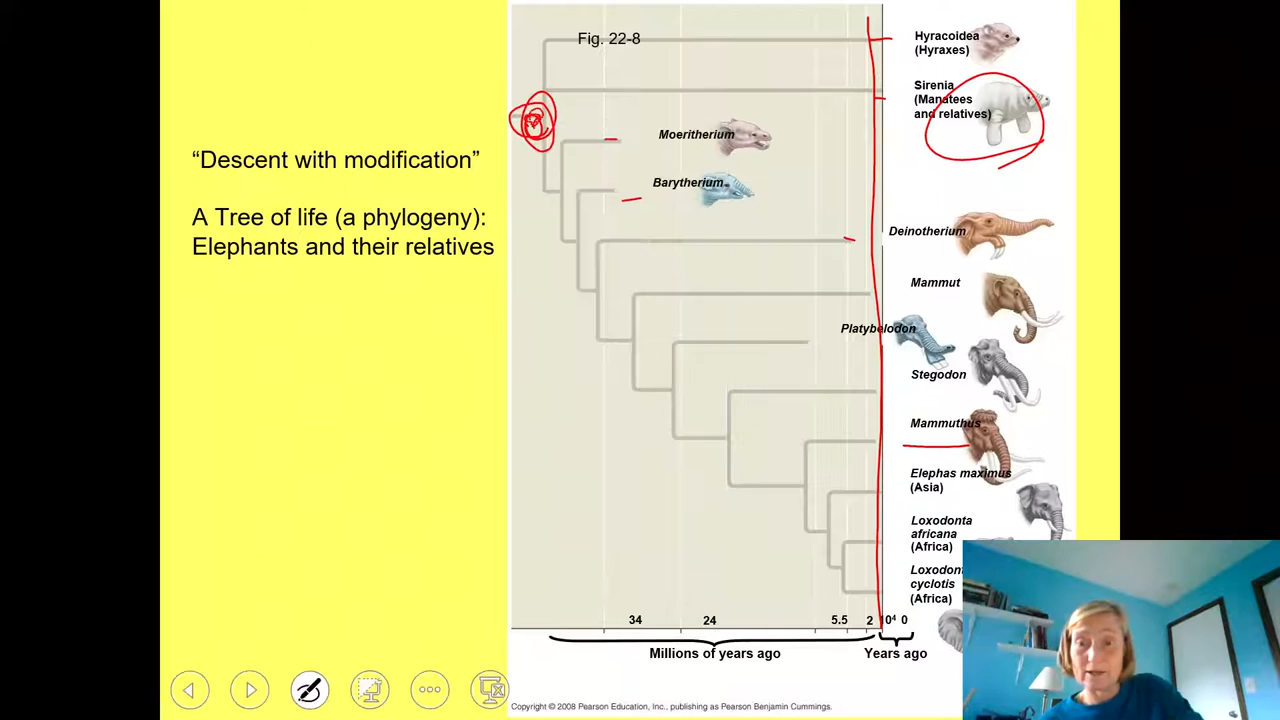 Fig. 22-8
Hyracoidea
(Hyraxes)
Sirenia
(Manatees
and relatives)
Moeritherium
“Descent with modification”
Barytherium
A Tree of life (a phylogeny):
Elephants and their relatives
Deinotherium
Mammut
Platybelodon
Stegodon
Mammuthus
Elephas maximus
(Asia)
Loxodonta
africana
(Africa)
cyclotis
(Africa)
34 24 5.5 2 10⁴ 0
Millions of years ago Years ago
Copyright © 2008 Pearson Education, Inc., publishing as Pearson Benjamin Cummings.